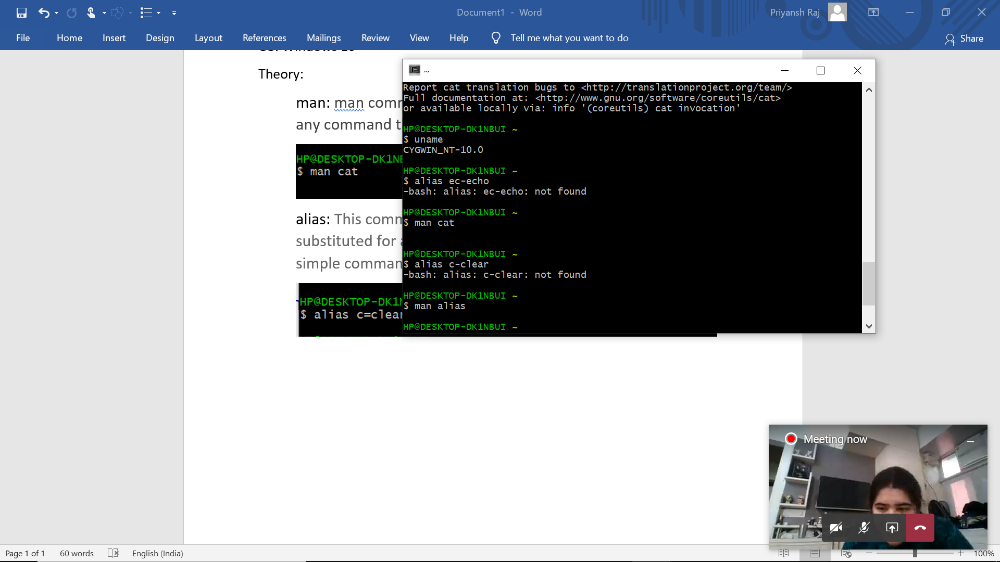 Document1 - Word
Priyansh Raj
File Home Insert Design Layout References Mailings Review View Help Tell me what you want to do Share
Theory:
man: man comm
any command t
HP@DESKTOP-DK1NB
$ man cat
alias: This comm
substituted for a
simple comman
HP@DESKTOP-DK1N
$ alias c=clear
~
Report cat translation bugs to <http://translationproject.org/team/>
Full documentation at: <http://www.gnu.org/software/coreutils/cat>
or available locally via: info '(coreutils) cat invocation'
HP@DESKTOP-DK1NBUI ~
$ uname
CYGWIN_NT-10.0
HP@DESKTOP-DK1NBUI ~
$ alias ec-echo
-bash: alias: ec-echo: not found
HP@DESKTOP-DK1NBUI ~
$ man cat
HP@DESKTOP-DK1NBUI ~
$ alias c-clear
-bash: alias: c-clear: not found
HP@DESKTOP-DK1NBUI ~
$ man alias
HP@DESKTOP-DK1NBUI ~
Meeting now
Page 1 of 1 60 words English (India) 100%